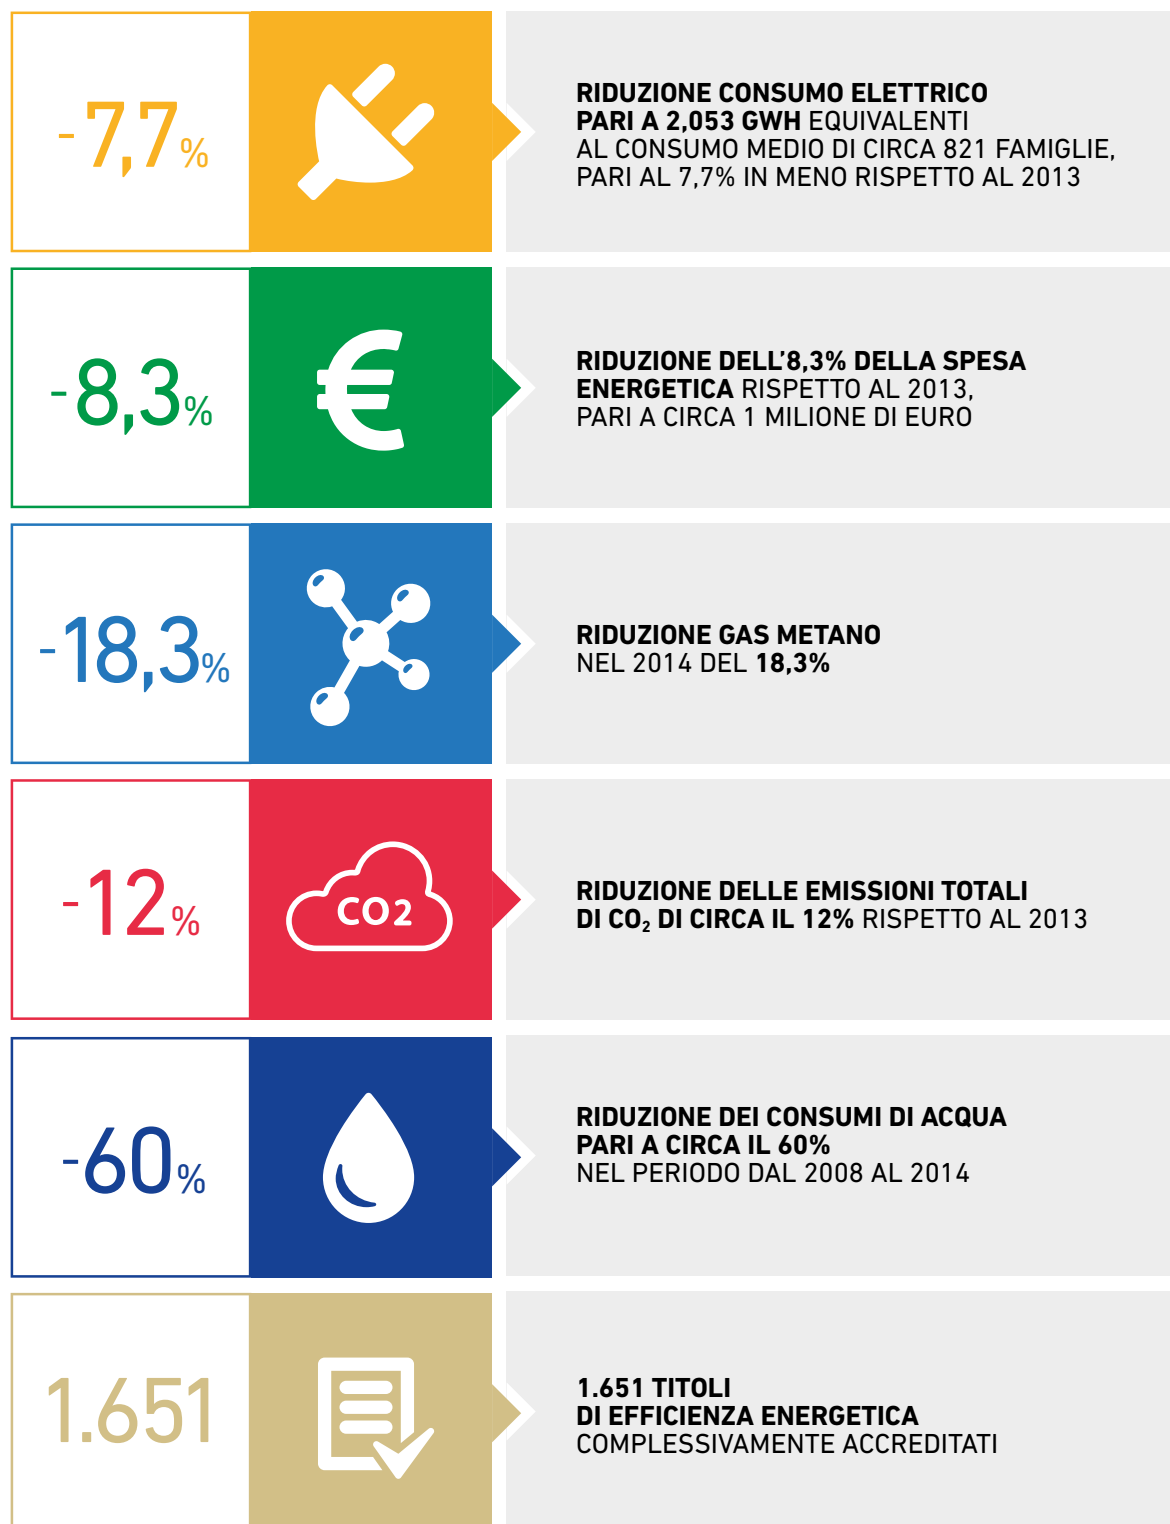 -7,7%
RIDUZIONE CONSUMO ELETTRICO
PARI A 2,053 GWH EQUIVALENTI
AL CONSUMO MEDIO DI CIRCA 821 FAMIGLIE,
PARI AL 7,7% IN MENO RISPETTO AL 2013
-8,3%
€
RIDUZIONE DELL'8,3% DELLA SPESA
ENERGETICA RISPETTO AL 2013,
PARI A CIRCA 1 MILIONE DI EURO
-18,3%
RIDUZIONE GAS METANO
NEL 2014 DEL 18,3%
-12%
CO2
RIDUZIONE DELLE EMISSIONI TOTALI
DI CO₂ DI CIRCA IL 12% RISPETTO AL 2013
-60%
RIDUZIONE DEI CONSUMI DI ACQUA
PARI A CIRCA IL 60%
NEL PERIODO DAL 2008 AL 2014
1.651
1.651 TITOLI
DI EFFICIENZA ENERGETICA
COMPLESSIVAMENTE ACCREDITATI